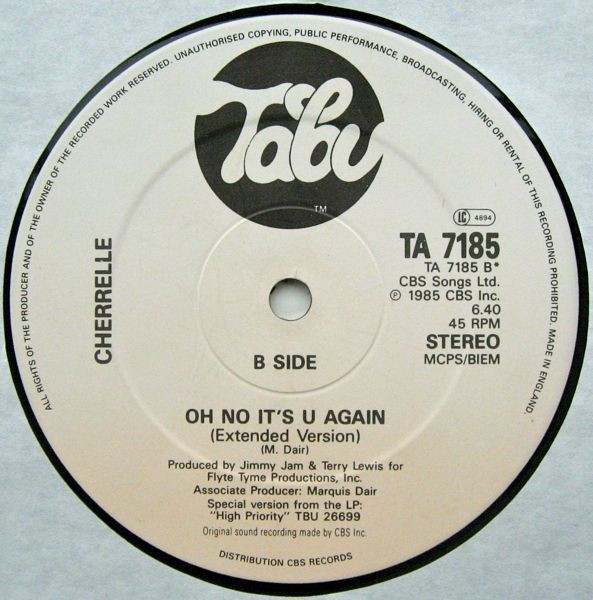 ALL RIGHTS OF THE PRODUCER AND OF THE OWNER OF THE RECORDED WORK RESERVED. UNAUTHORISED COPYING, PUBLIC PERFORMANCE, BROADCASTING, HIRING OR RENTAL OF THIS RECORDING PROHIBITED. MADE IN ENGLAND.
Tabu
TM
LC 4894
CHERRELLE
TA 7185
TA 7185 B*
CBS Songs Ltd.
℗ 1985 CBS Inc.
6.40
45 RPM
STEREO
MCPS/BIEM
B SIDE
OH NO IT'S U AGAIN
(Extended Version)
(M. Dair)
Produced by Jimmy Jam & Terry Lewis for
Flyte Tyme Productions, Inc.
Associate Producer: Marquis Dair
Special version from the LP:
"High Priority" TBU 26699
Original sound recording made by CBS Inc.
DISTRIBUTION CBS RECORDS